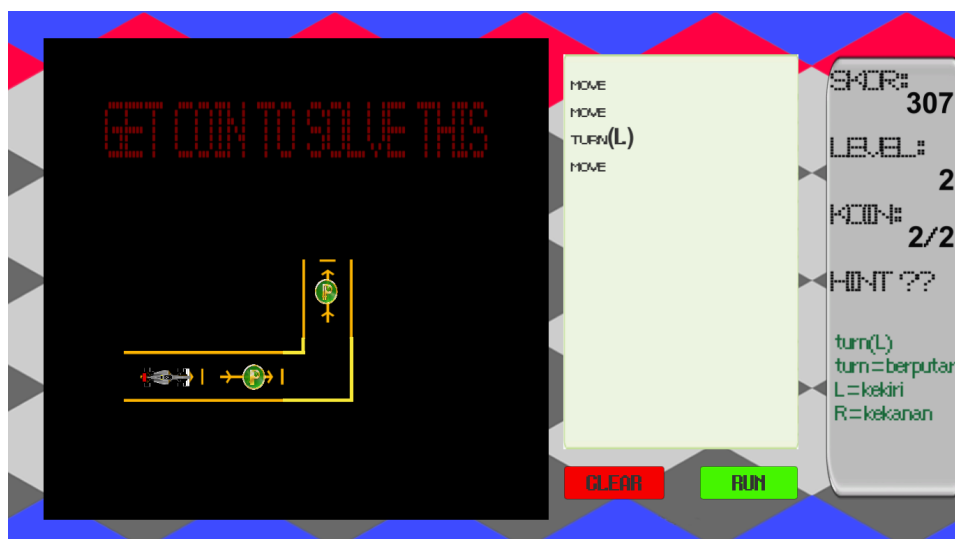 GET COIN TO SOLVE THIS
MOVE
MOVE
TURN(L)
MOVE
CLEAR
RUN
SKOR:
307
LEVEL:
2
KOIN:
2/2
HINT ??
turn(L)
turn=berputar
L=kekiri
R=kekanan
P
P